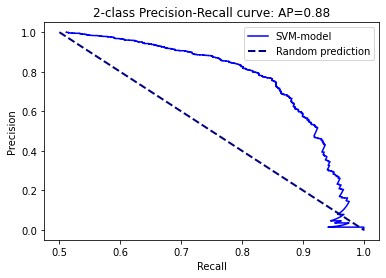 2-class Precision-Recall curve: AP=0.88
SVM-model
Random prediction
Precision
1.0
0.8
0.6
0.4
0.2
0.0
0.5 0.6 0.7 0.8 0.9 1.0
Recall